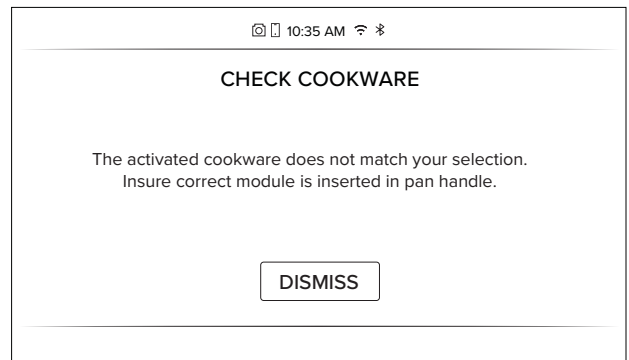 10:35 AM
CHECK COOKWARE
The activated cookware does not match your selection.
Insure correct module is inserted in pan handle.
DISMISS